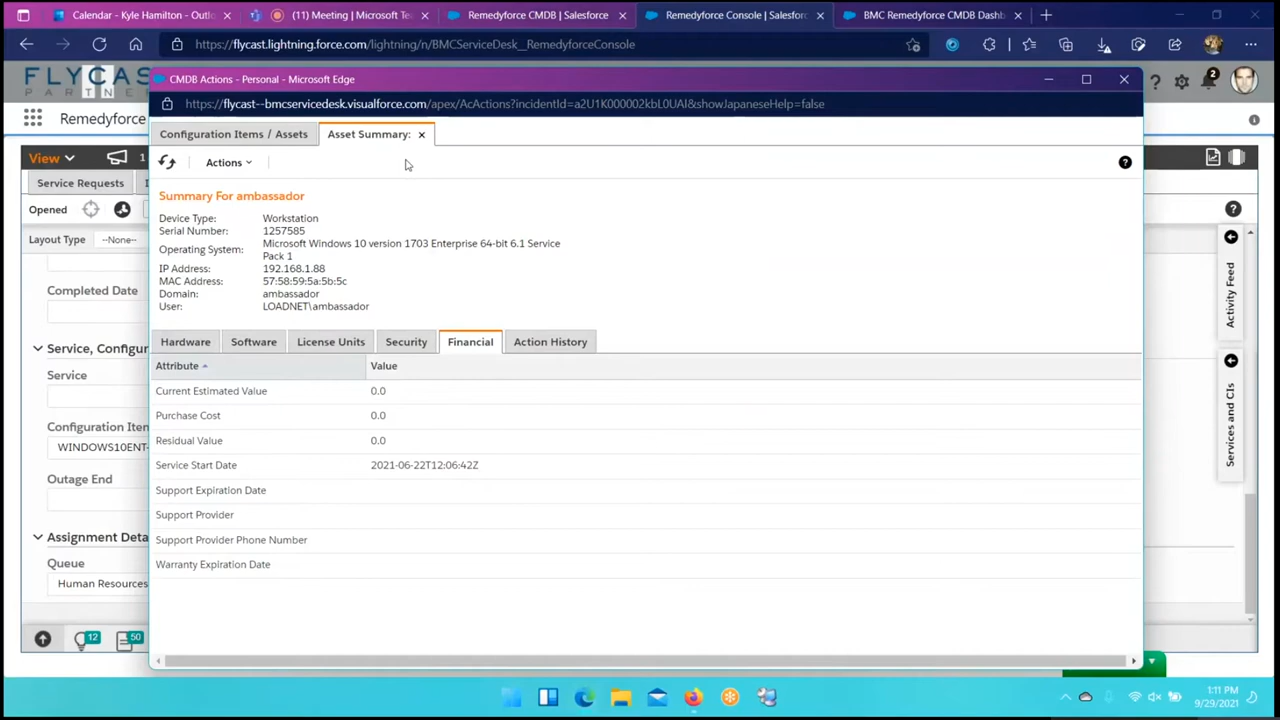 Calendar - Kyle Hamilton - Outlo
(11) Meeting | Microsoft Te
Remedyforce CMDB | Salesforce
Remedyforce Console | Salesfor
BMC Remedyforce CMDB Dashb
https://flycast.lightning.force.com/lightning/n/BMCServiceDesk__RemedyforceConsole
FLYCAST
PARTN
2
CMDB Actions - Personal - Microsoft Edge
https://flycast--bmcservicedesk.visualforce.com/apex/AcActions?incidentId=a2U1K000002kbL0UAI&showJapaneseHelp=false
Remedyforce
View
1
Configuration Items / Assets
Asset Summary:
Actions
Service Requests
Opened
Layout Type
--None--
Completed Date
Service, Configur
Service
Configuration Item
WINDOWS10ENT-
Outage End
Assignment Deta
Queue
Human Resources
12
50
Summary For ambassador
Device Type: Workstation
Serial Number: 1257585
Operating System: Microsoft Windows 10 version 1703 Enterprise 64-bit 6.1 Service
Pack 1
IP Address: 192.168.1.88
MAC Address: 57:58:59:5a:5b:5c
Domain: ambassador
User: LOADNET\ambassador
Hardware
Software
License Units
Security
Financial
Action History
Attribute Value
Current Estimated Value 0.0
Purchase Cost 0.0
Residual Value 0.0
Service Start Date 2021-06-22T12:06:42Z
Support Expiration Date
Support Provider
Support Provider Phone Number
Warranty Expiration Date
Activity Feed
Services and CIs
1:11 PM
9/29/2021